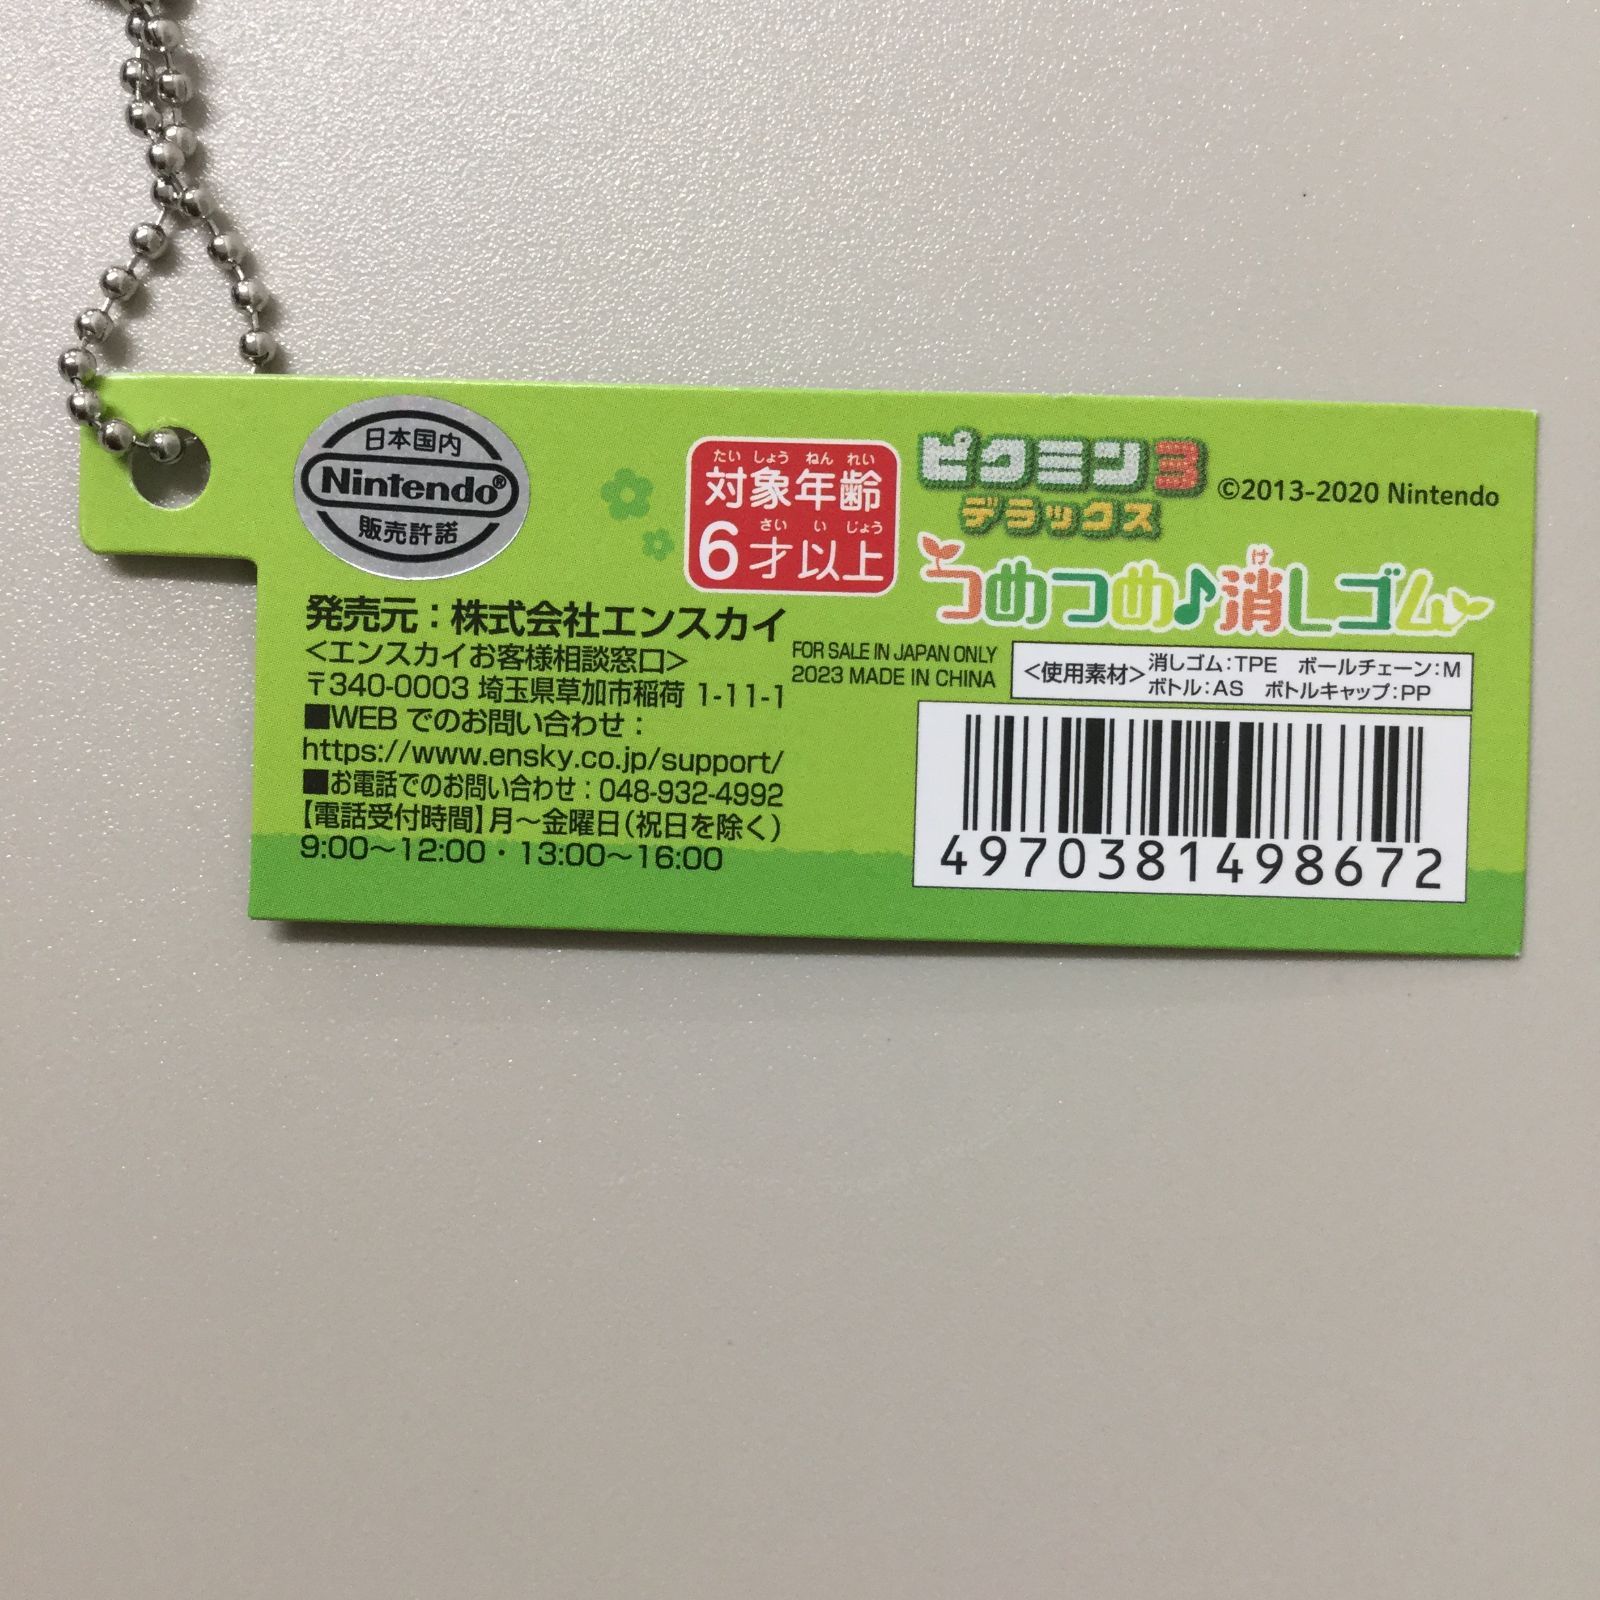 日本国内
Nintendo®
販売許諾
たいしょうねんれい
対象年齢
さいいじょう
6才以上
ピクミン3
デラックス
©2013-2020 Nintendo
け
つめつめ♪消しゴム
発売元：株式会社エンスカイ
<エンスカイお客様相談窓口>
〒340-0003 埼玉県草加市稲荷 1-11-1
■WEB でのお問い合わせ：
https://www.ensky.co.jp/support/
■お電話でのお問い合わせ：048-932-4992
【電話受付時間】月～金曜日（祝日を除く）
9:00～12:00・13:00～16:00
FOR SALE IN JAPAN ONLY
2023 MADE IN CHINA
<使用素材>
消しゴム：TPE ボールチェーン：M
ボトル：AS ボトルキャップ：PP
4970381498672